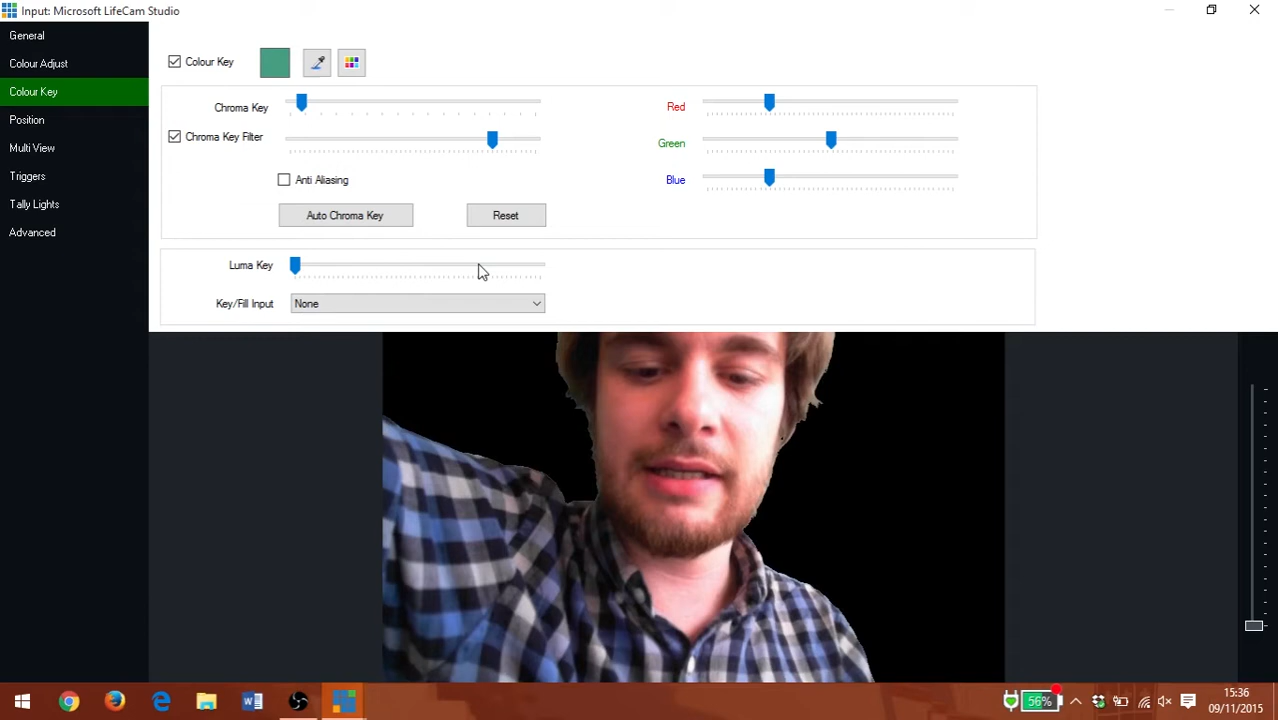 Input: Microsoft LifeCam Studio
General
Colour Adjust
Colour Key
Position
Multi View
Triggers
Tally Lights
Advanced
Colour Key
Chroma Key
Chroma Key Filter
Anti Aliasing
Auto Chroma Key
Reset
Red
Green
Blue
Luma Key
Key/Fill Input
None
56%
15:36
09/11/2015